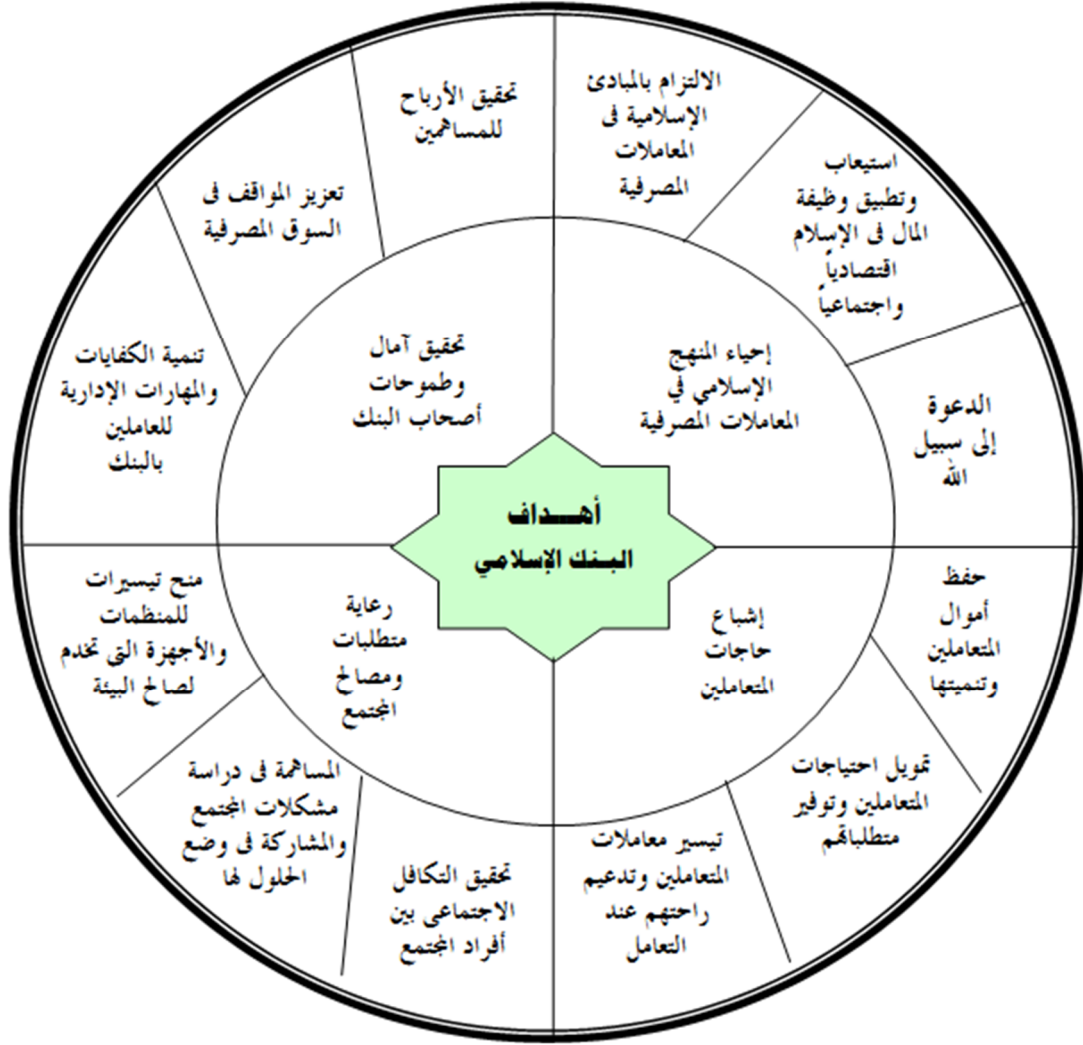 أهـــداف
البـنـك الإسلامي
إحياء المنهج
الإسلامي في
المعاملات المصرفية
الالتزام بالمبادئ
الإسلامية فى
المعاملات
المصرفية
استيعاب
وتطبيق وظيفة
المال فى الإسلام
اقتصادياً
واجتماعياً
الدعوة
إلى سبيل
الله
إشباع
حاجات
المتعاملين
حفظ
أموال
المتعاملين
وتنميتها
تمويل احتياجات
المتعاملين وتوفير
متطلباتهم
تيسير معاملات
المتعاملين وتدعيم
راحتهم عند
التعامل
رعاية
متطلبات
ومصالح
المجتمع
تحقيق التكافل
الاجتماعى بين
أفراد المجتمع
المساهمة فى دراسة
مشكلات المجتمع
والمشاركة فى وضع
الحلول لها
منح تيسيرات
للمنظمات
والأجهزة التى تخدم
لصالح البيئة
تحقيق آمال
وطموحات
أصحاب البنك
تنمية الكفايات
والمهارات الإدارية
للعاملين
بالبنك
تعزيز المواقف فى
السوق المصرفية
تحقيق الأرباح
للمساهمين